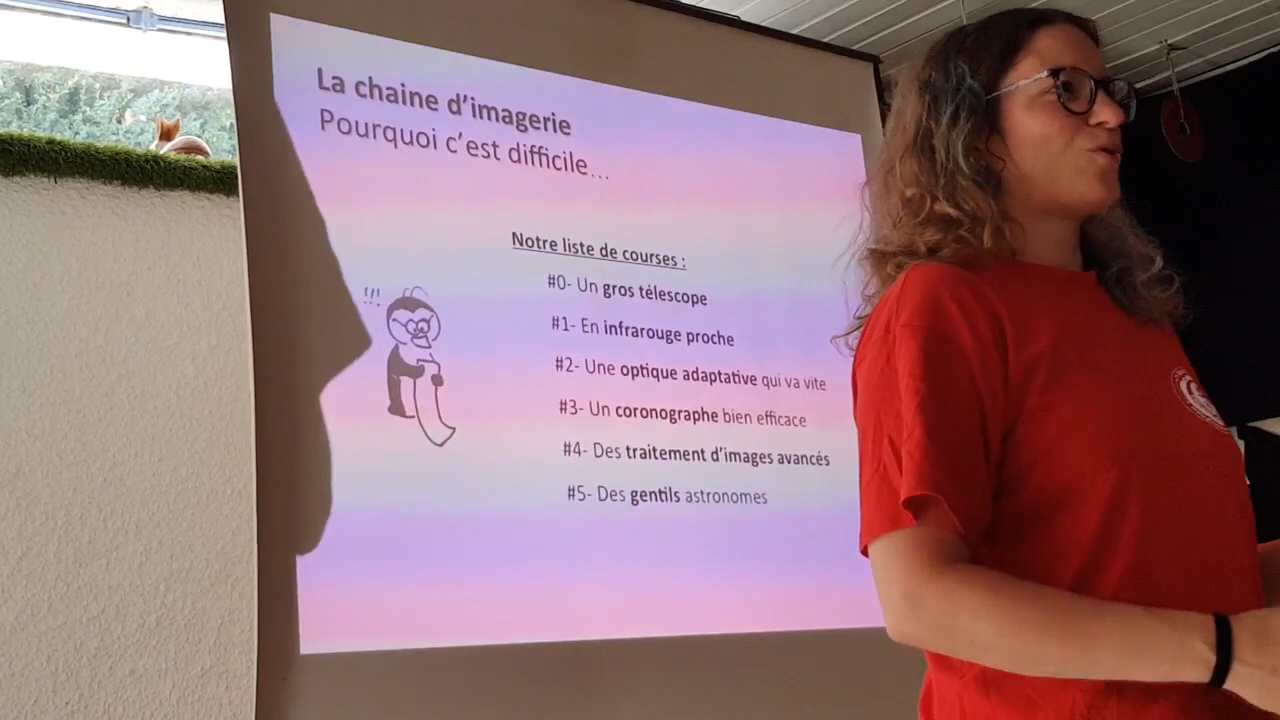 La chaine d'imagerie
Pourquoi c'est difficile...
Notre liste de courses :
#0- Un gros télescope
!!!
#1- En infrarouge proche
#2- Une optique adaptative qui va vite
#3- Un coronographe bien efficace
#4- Des traitement d'images avancés
#5- Des gentils astronomes